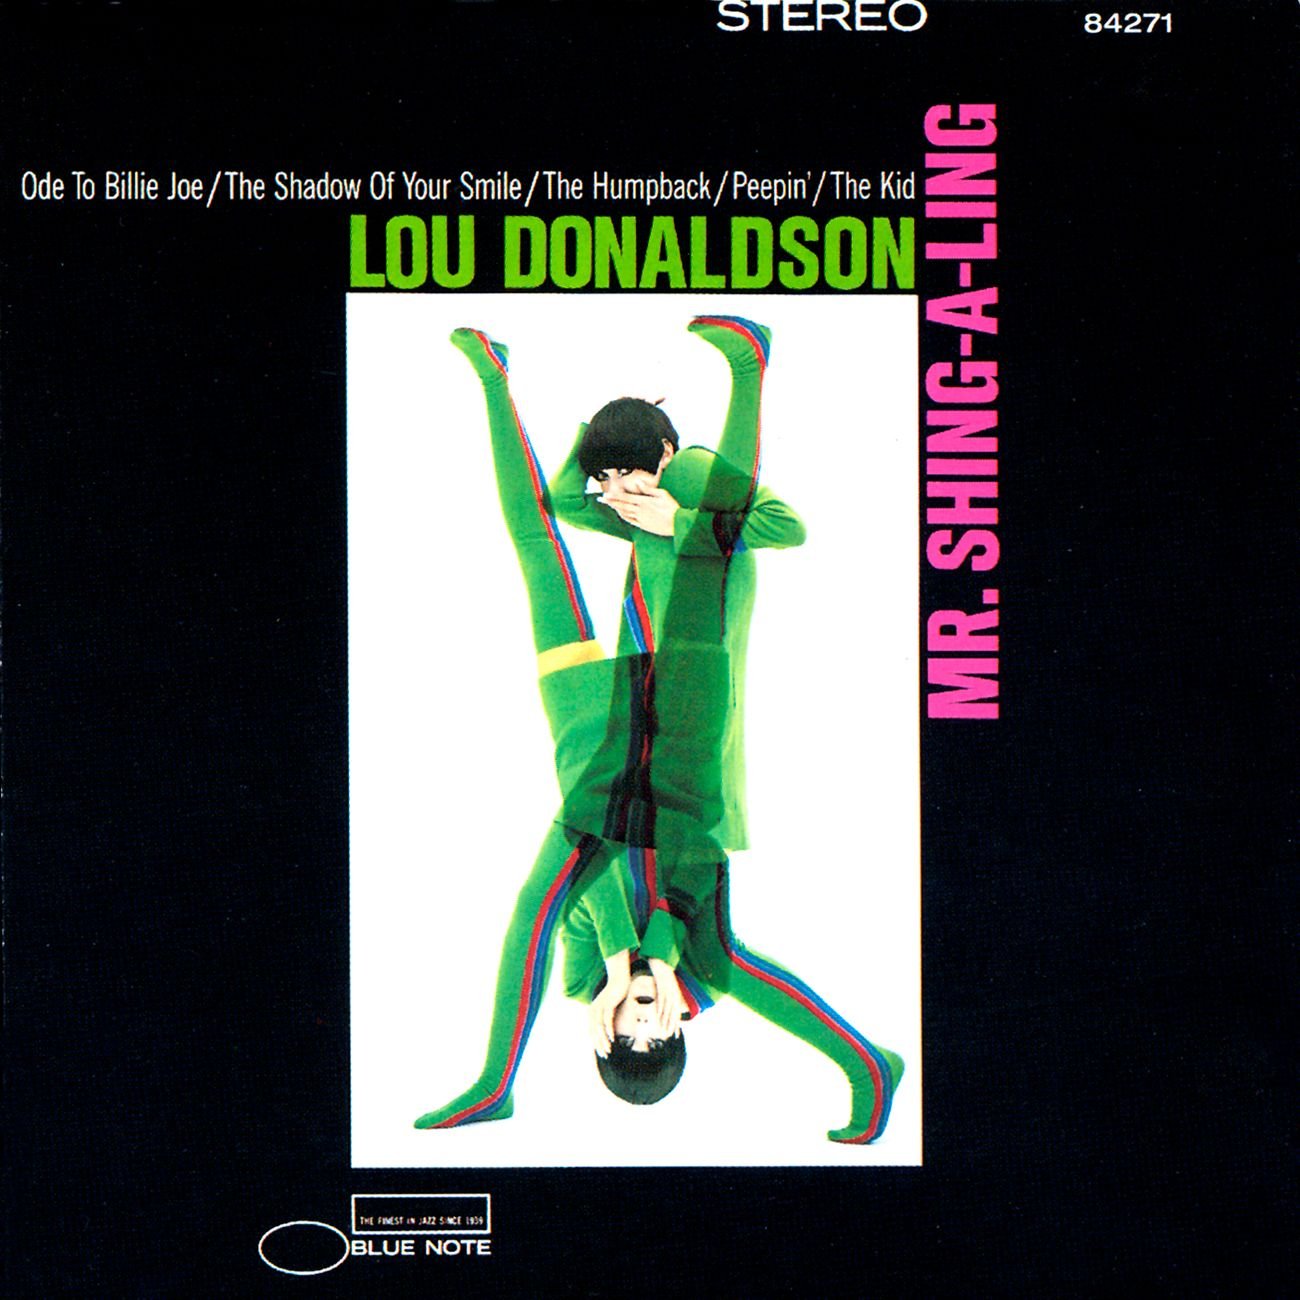 STEREO
84271
Ode To Billie Joe/The Shadow Of Your Smile/The Humpback/Peepin'/The Kid
LOU DONALDSON
MR. SHING-A-LING
THE FINEST IN JAZZ SINCE 1939
BLUE NOTE